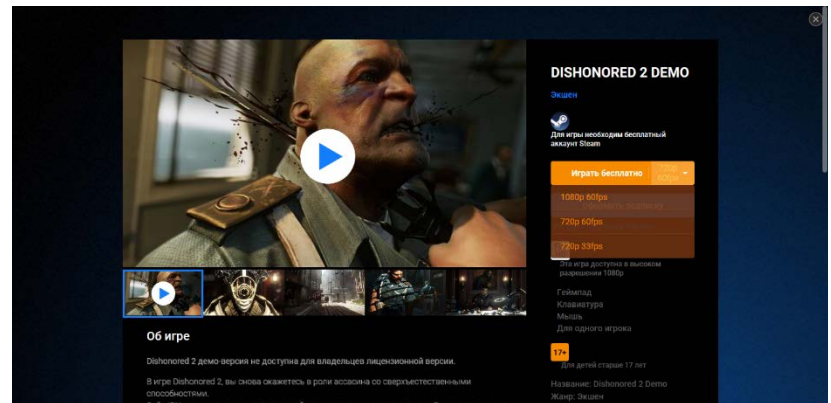 DISHONORED 2 DEMO
Экшен
Для игры необходим бесплатный
аккаунт Steam
Играть бесплатно
720p
60fps
1080p 60fps
720p 60fps
720p 33fps
Эта игра доступна в высоком
разрешении 1080p
Геймпад
Клавиатура
Мышь
Для одного игрока
17+
Для детей старше 17 лет
Название: Dishonored 2 Demo
Жанр: Экшен
Об игре
Dishonored 2 демо-версия не доступна для владельцев лицензионной версии.
В игре Dishonored 2, вы снова окажетесь в роли ассасина со сверхъестественными
способностями.